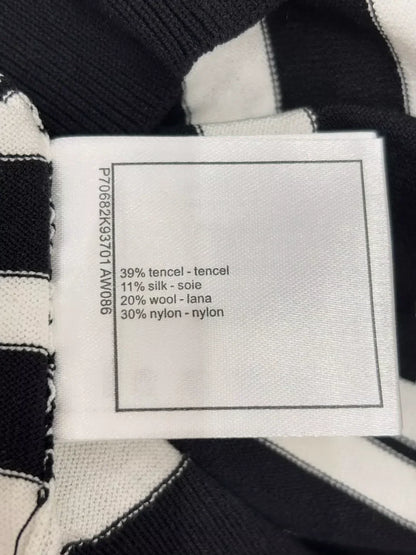 P70682K93701 AW086
39% tencel - tencel
11% silk - soie
20% wool - lana
30% nylon - nylon